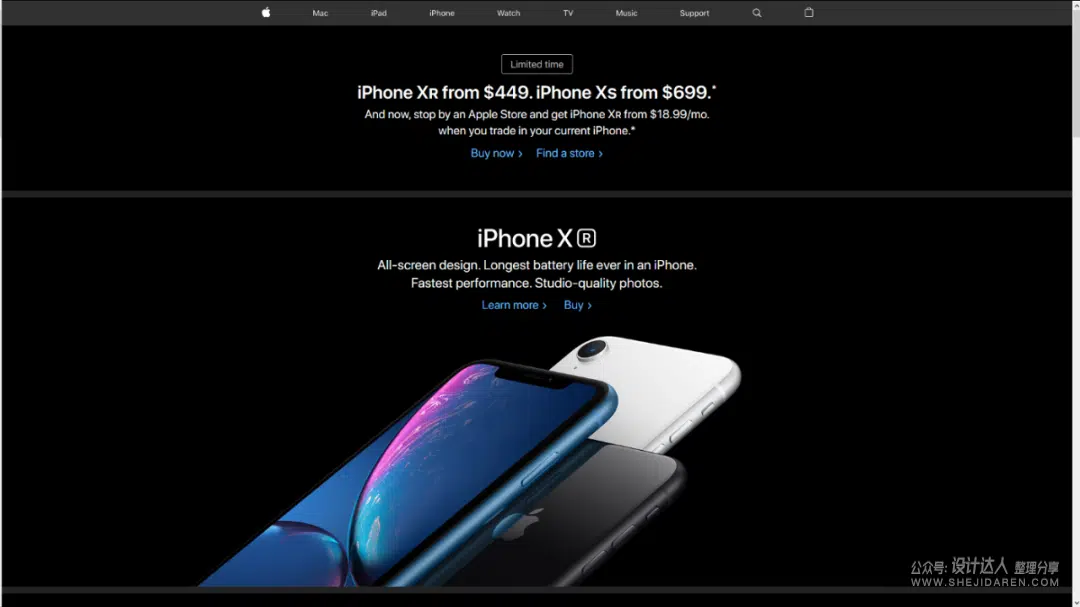 Mac iPad iPhone Watch TV Music Support
Limited time
iPhone XR from $449. iPhone XS from $699.*
And now, stop by an Apple Store and get iPhone XR from $18.99/mo.
when you trade in your current iPhone.*
Buy now › Find a store ›
iPhone XR
All-screen design. Longest battery life ever in an iPhone.
Fastest performance. Studio-quality photos.
Learn more › Buy ›
公众号: 设计达人 整理分享
WWW.SHEJIDAREN.COM